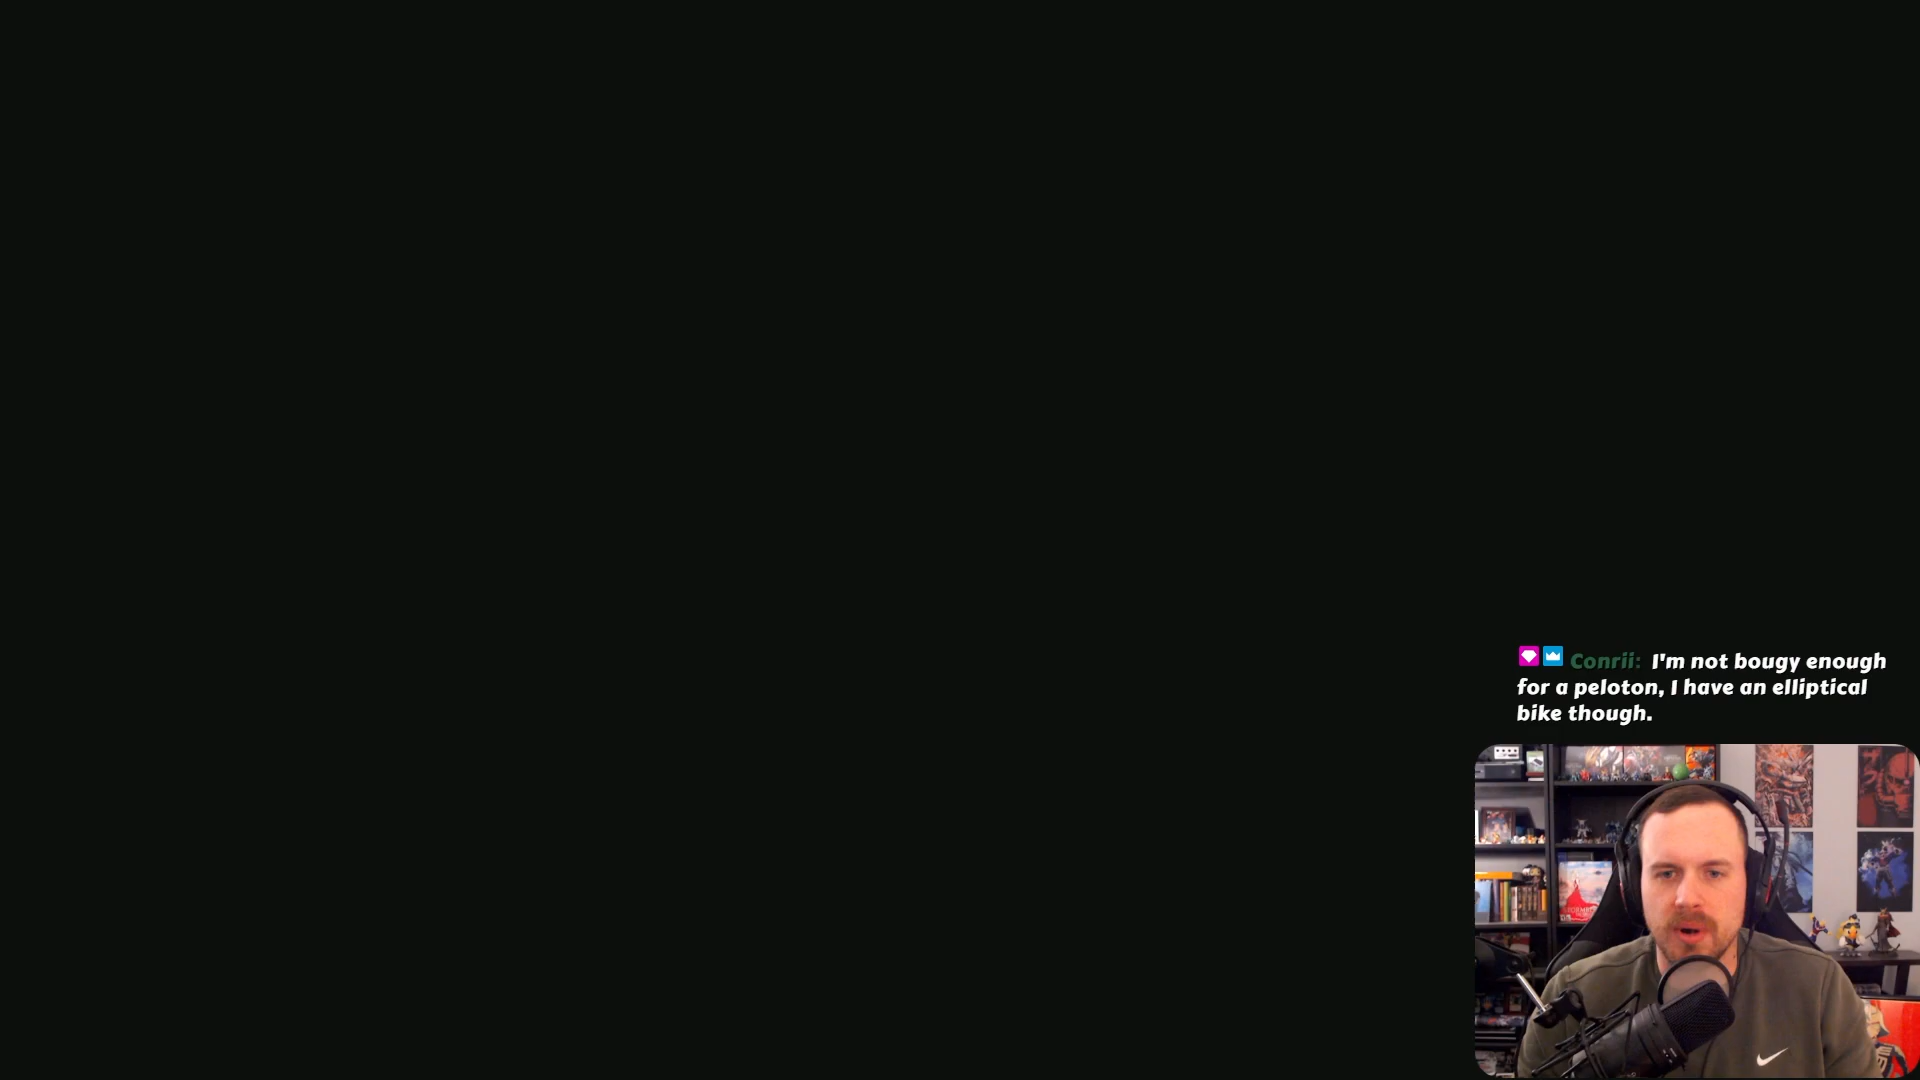 Conrii: I'm not bougy enough
for a peloton, I have an elliptical
bike though.